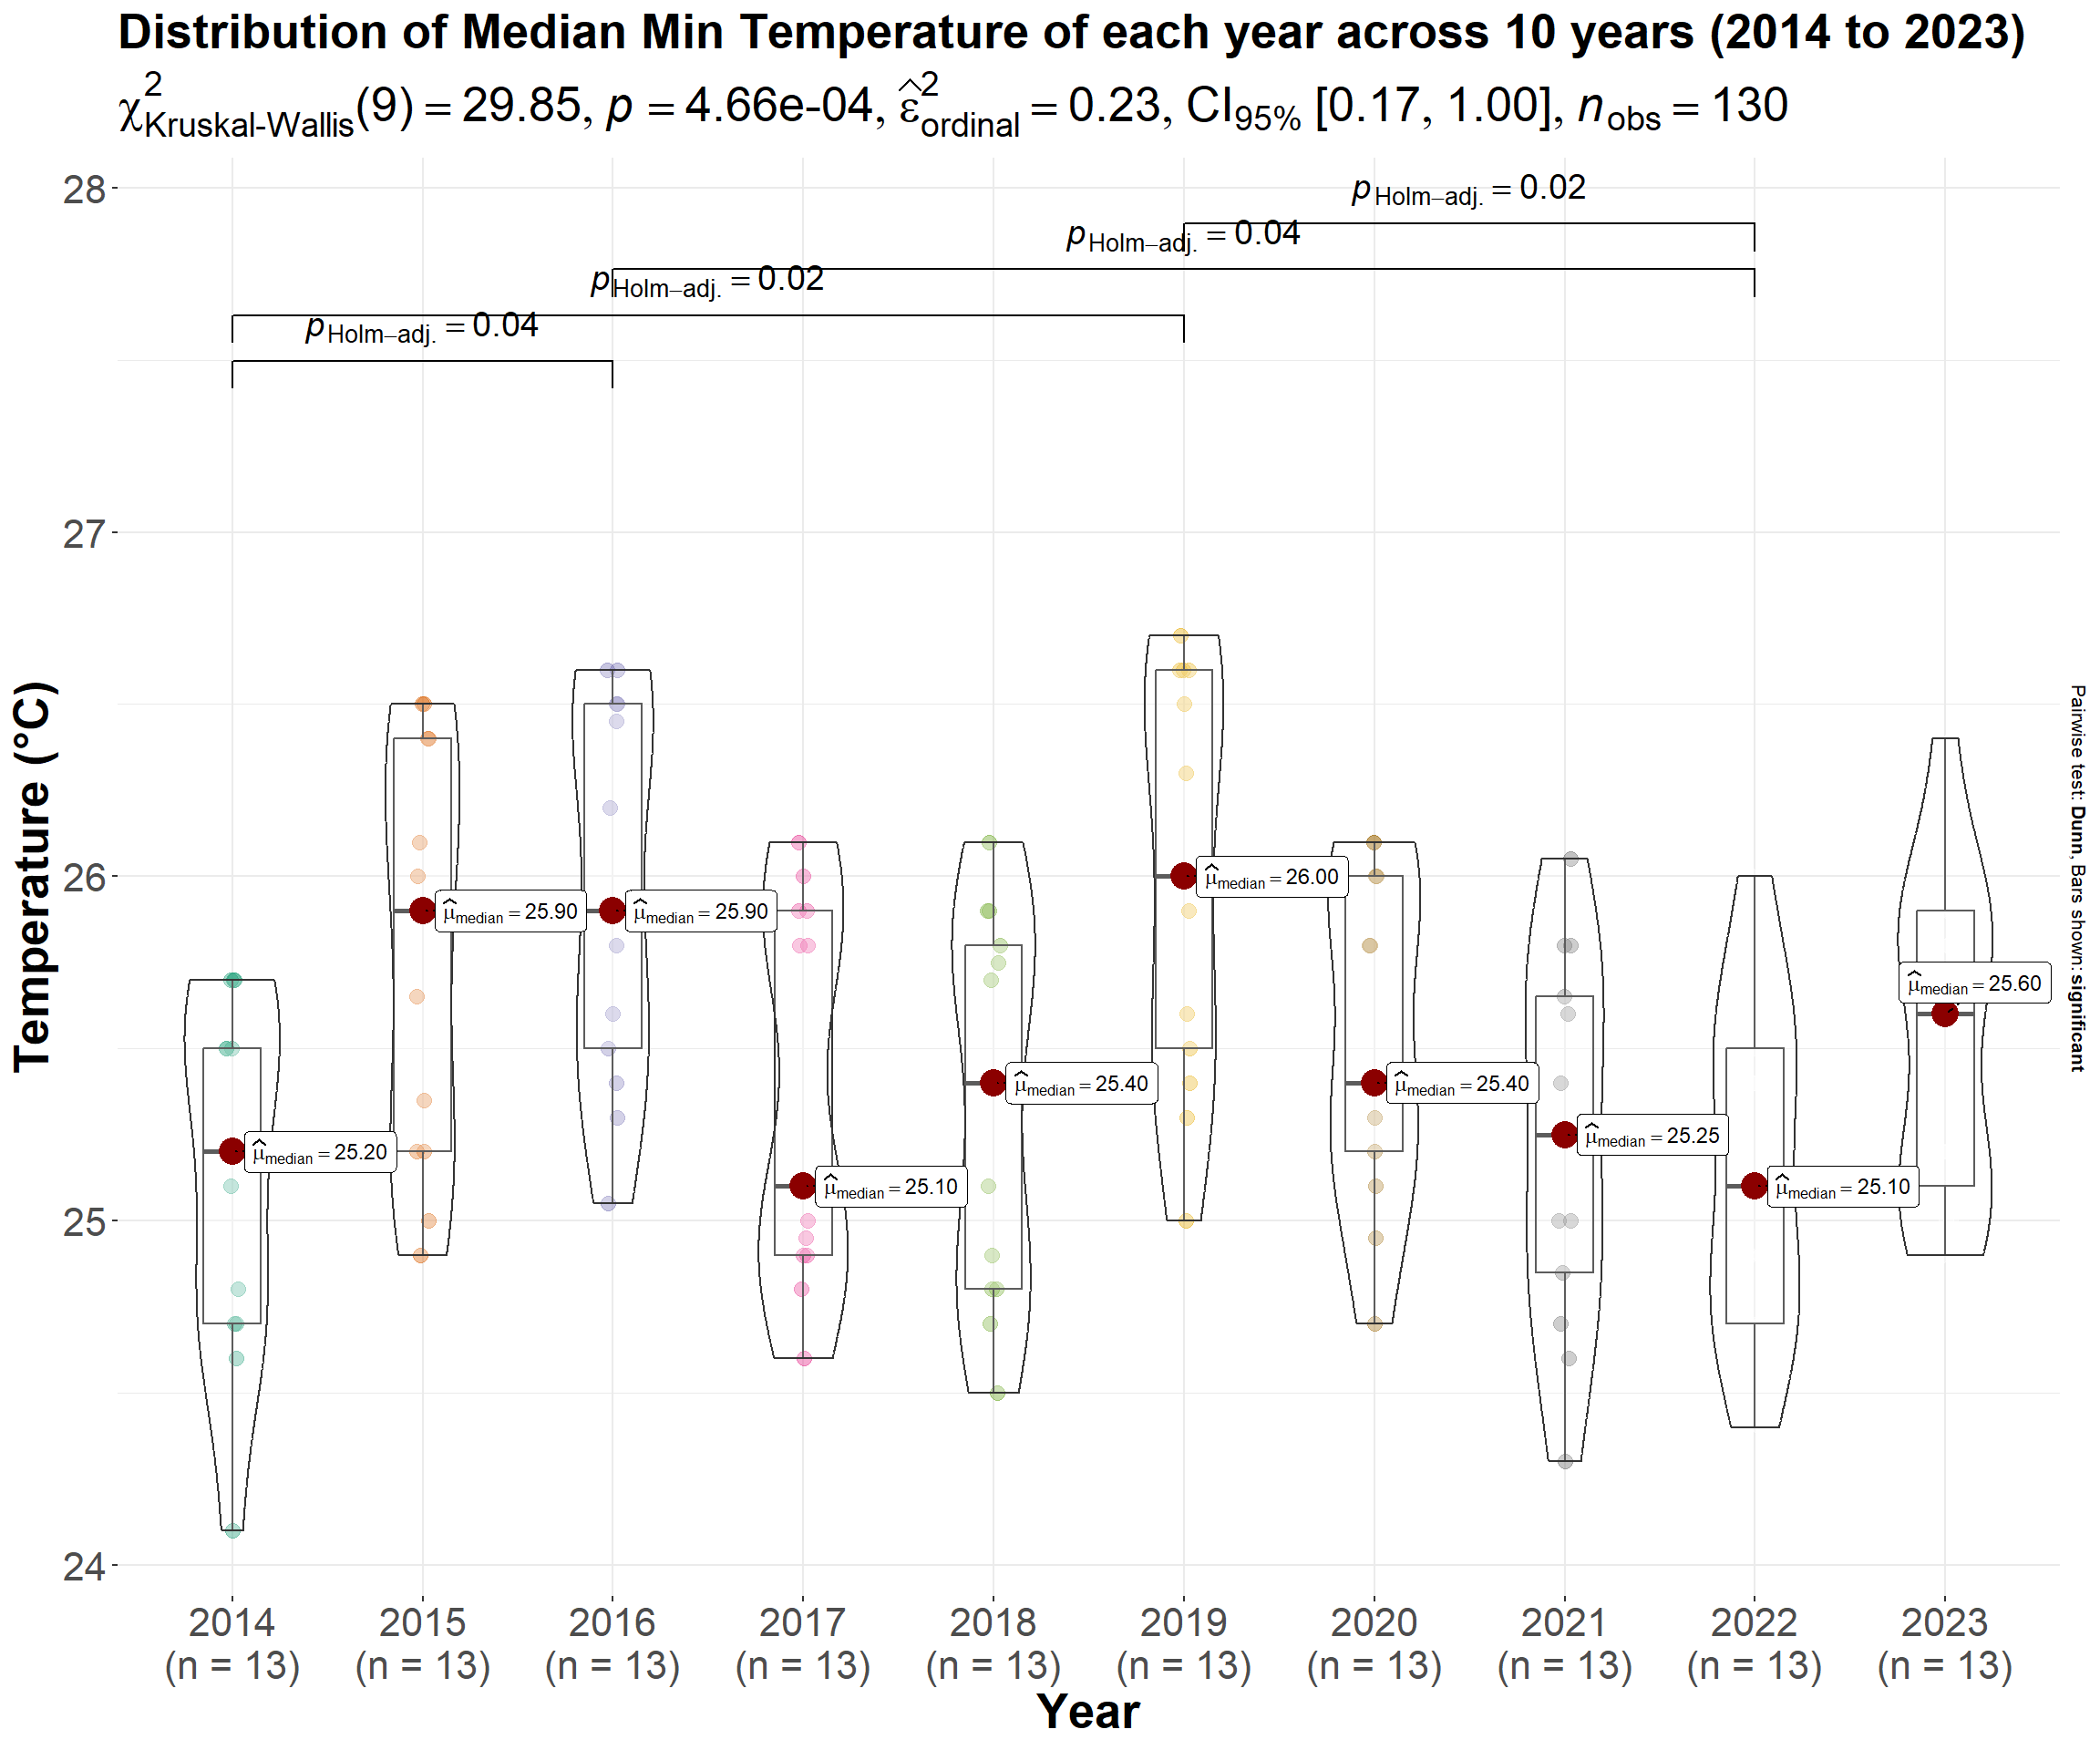 Distribution of Median Min Temperature of each year across 10 years (2014 to 2023)
χ²Kruskal-Wallis(9) = 29.85, p = 4.66e-04, ε̂²ordinal = 0.23, CI95% [0.17, 1.00], nobs = 130
28
27
26
25
24
Temperature (°C)
pHolm–adj. = 0.02
pHolm–adj. = 0.04
pHolm–adj. = 0.02
pHolm–adj. = 0.04
μ̂median = 25.20
μ̂median = 25.90
μ̂median = 25.90
μ̂median = 25.10
μ̂median = 25.40
μ̂median = 26.00
μ̂median = 25.40
μ̂median = 25.25
μ̂median = 25.10
μ̂median = 25.60
Pairwise test: Dunn, Bars shown: significant
2014 2015 2016 2017 2018 2019 2020 2021 2022 2023
(n = 13) (n = 13) (n = 13) (n = 13) (n = 13) (n = 13) (n = 13) (n = 13) (n = 13) (n = 13)
Year